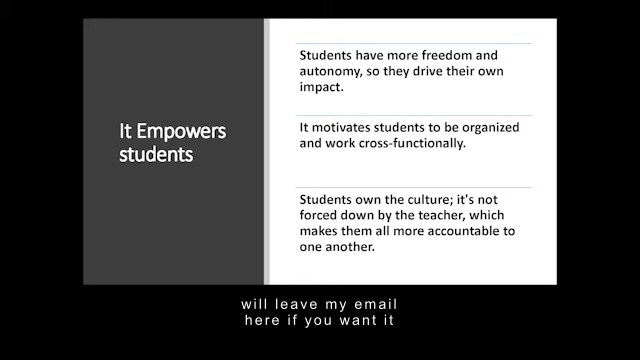 It Empowers
students
Students have more freedom and
autonomy, so they drive their own
impact.
It motivates students to be organized
and work cross-functionally.
Students own the culture; it's not
forced down by the teacher, which
makes them all more accountable to
one another.
will leave my email
here if you want it